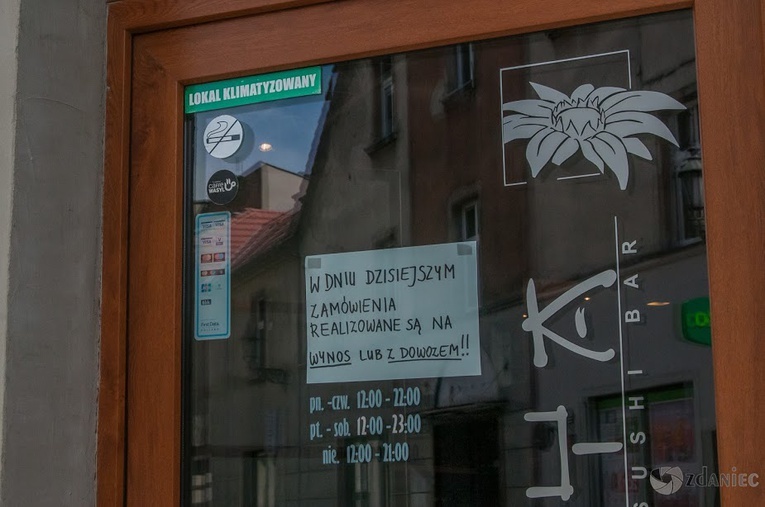 LOKAL KLIMATYZOWANY
W DNIU DZISIEJSZYM
ZAMÓWIENIA
REALIZOWANE SĄ NA
WYNOS LUB Z DOWOZEM!!
pn. -czw. 12:00 - 22:00
pt. - sob. 12:00 -23:00
nie. 12:00 - 21:00
SUSHI BAR
zdaniec